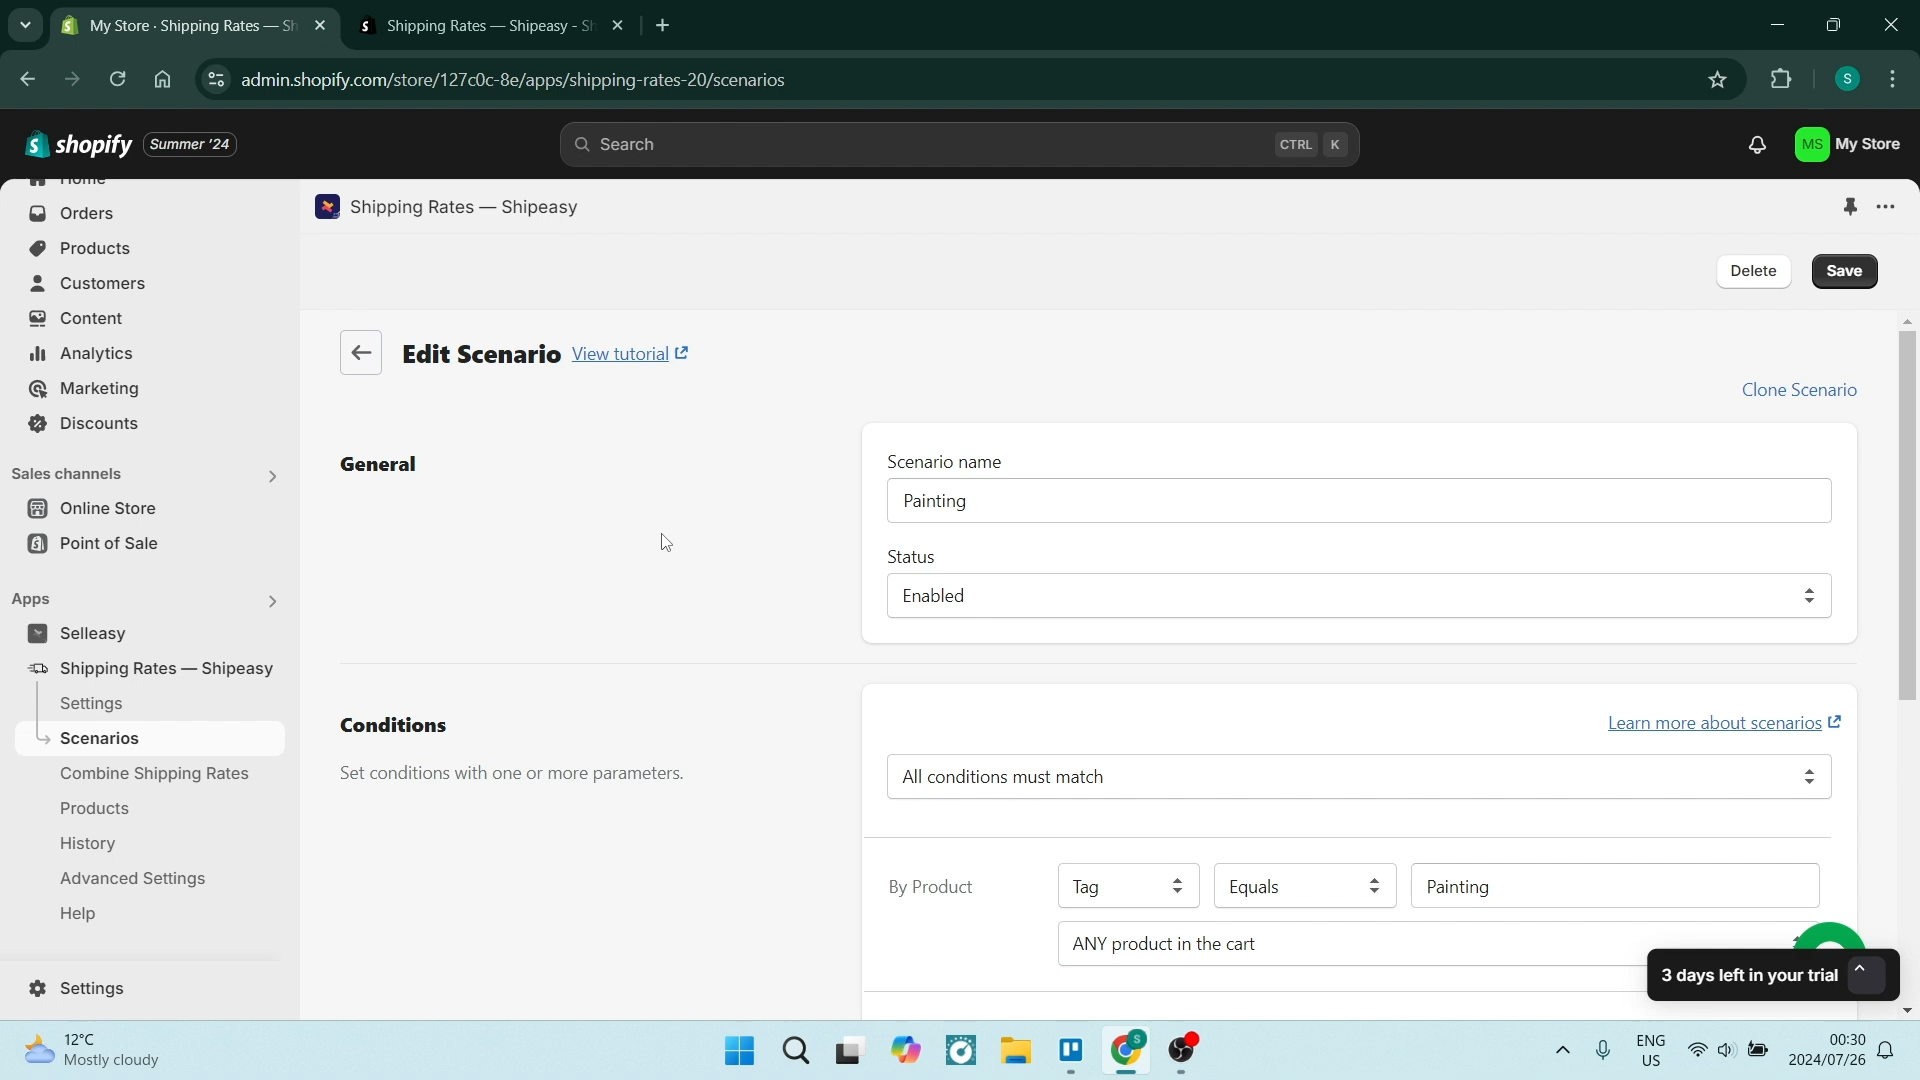 My Store · Shipping Rates — Sh
Shipping Rates — Shipeasy - Sh
admin.shopify.com/store/127c0c-8e/apps/shipping-rates-20/scenarios
S
shopify
Summer '24
Search
CTRL
K
MS
My Store
Home
Orders
Products
Customers
Content
Analytics
Marketing
Discounts
Sales channels
Online Store
Point of Sale
Apps
Selleasy
Shipping Rates — Shipeasy
Settings
Scenarios
Combine Shipping Rates
Products
History
Advanced Settings
Help
Settings
Shipping Rates — Shipeasy
Delete
Save
Edit Scenario
View tutorial
Clone Scenario
General
Scenario name
Painting
Status
Enabled
Conditions
Set conditions with one or more parameters.
Learn more about scenarios
All conditions must match
By Product
Tag
Equals
Painting
ANY product in the cart
3 days left in your trial
12°C
Mostly cloudy
S
ENG
US
00:30
2024/07/26